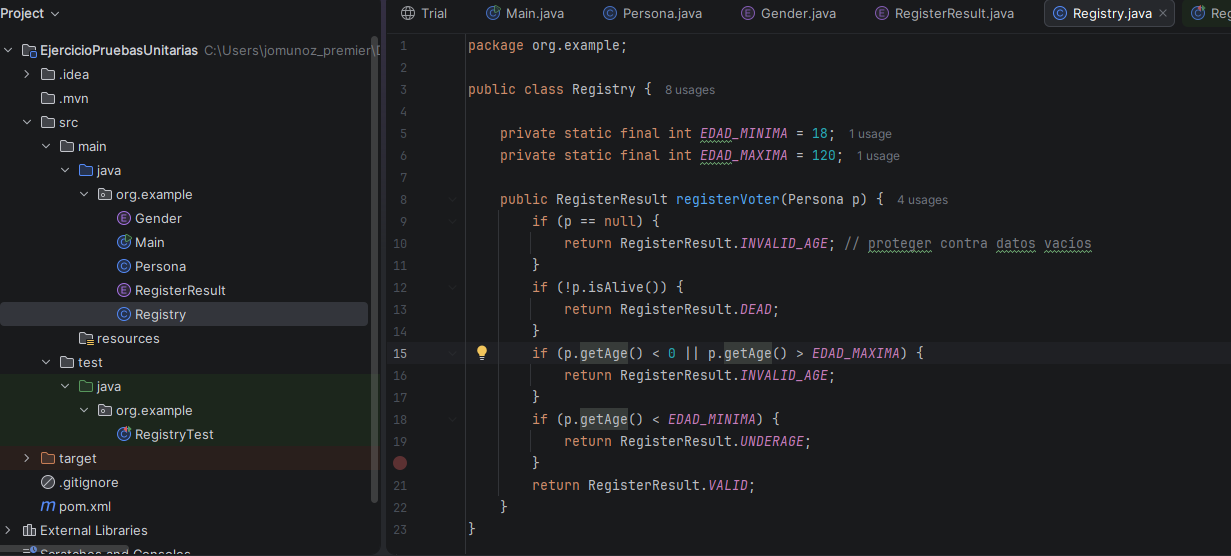 Project
Trial
Main.java
Persona.java
Gender.java
RegisterResult.java
Registry.java
Re
EjercicioPruebasUnitarias C:\Users\jomunoz_premier\D
.idea
.mvn
src
main
java
org.example
Gender
Main
Persona
RegisterResult
Registry
resources
test
java
org.example
RegistryTest
target
.gitignore
pom.xml
External Libraries
Scratches and Consoles
1 package org.example;
2
3 public class Registry { 8 usages
4
5 private static final int EDAD_MINIMA = 18; 1 usage
6 private static final int EDAD_MAXIMA = 120; 1 usage
7
8 public RegisterResult registerVoter(Persona p) { 4 usages
9 if (p == null) {
10 return RegisterResult.INVALID_AGE; // proteger contra datos vacios
11 }
12 if (!p.isAlive()) {
13 return RegisterResult.DEAD;
14 }
15 if (p.getAge() < 0 || p.getAge() > EDAD_MAXIMA) {
16 return RegisterResult.INVALID_AGE;
17 }
18 if (p.getAge() < EDAD_MINIMA) {
19 return RegisterResult.UNDERAGE;
}
21 return RegisterResult.VALID;
22 }
23 }